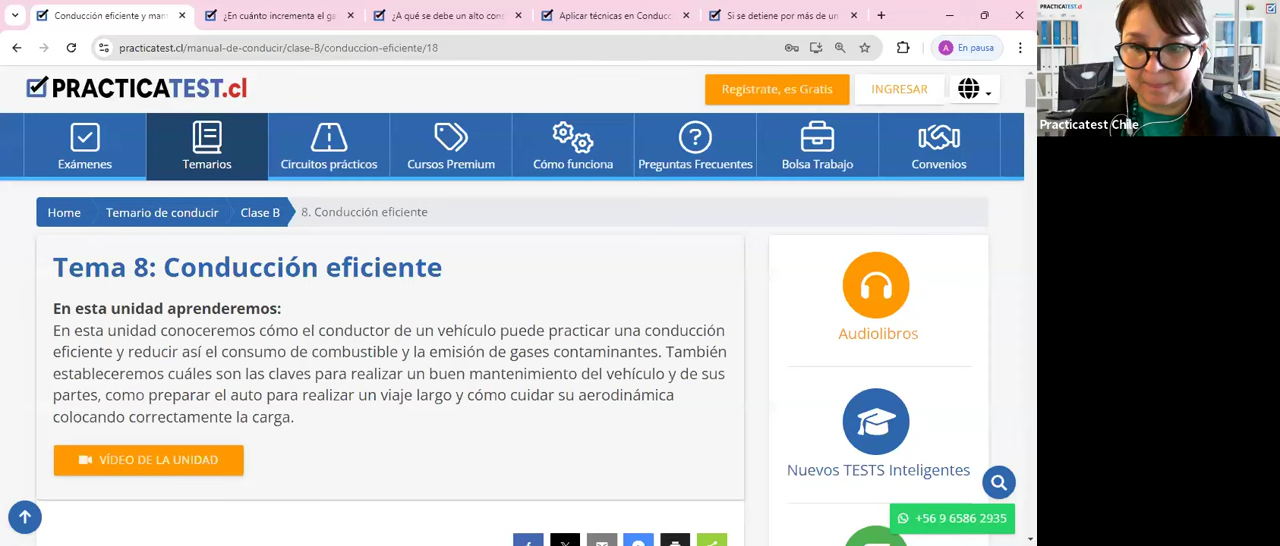 Conducción eficiente y man
¿En cuánto incrementa el ga
¿A qué se debe un alto cons
Aplicar técnicas en Conducc
Si se detiene por más de un
practicatest.cl/manual-de-conducir/clase-B/conduccion-eficiente/18
A En pausa
PRACTICATEST.cl
Regístrate, es Gratis
INGRESAR
Exámenes
Temarios
Circuitos prácticos
Cursos Premium
Cómo funciona
Preguntas Frecuentes
Bolsa Trabajo
Convenios
Home
Temario de conducir
Clase B
8. Conducción eficiente
Tema 8: Conducción eficiente
En esta unidad aprenderemos:
En esta unidad conoceremos cómo el conductor de un vehículo puede practicar una conducción
eficiente y reducir así el consumo de combustible y la emisión de gases contaminantes. También
estableceremos cuáles son las claves para realizar un buen mantenimiento del vehículo y de sus
partes, como preparar el auto para realizar un viaje largo y cómo cuidar su aerodinámica
colocando correctamente la carga.
VÍDEO DE LA UNIDAD
Audiolibros
Nuevos TESTS Inteligentes
+56 9 6586 2935
PRACTICATEST.cl
Practicatest Chile